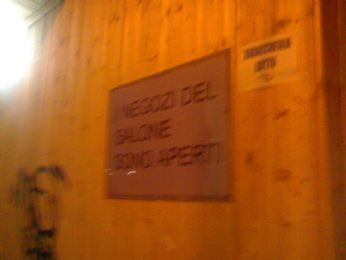 TABACCHERIA
LOTTO
I NEGOZI DEL
SALONE
SONO APERTI